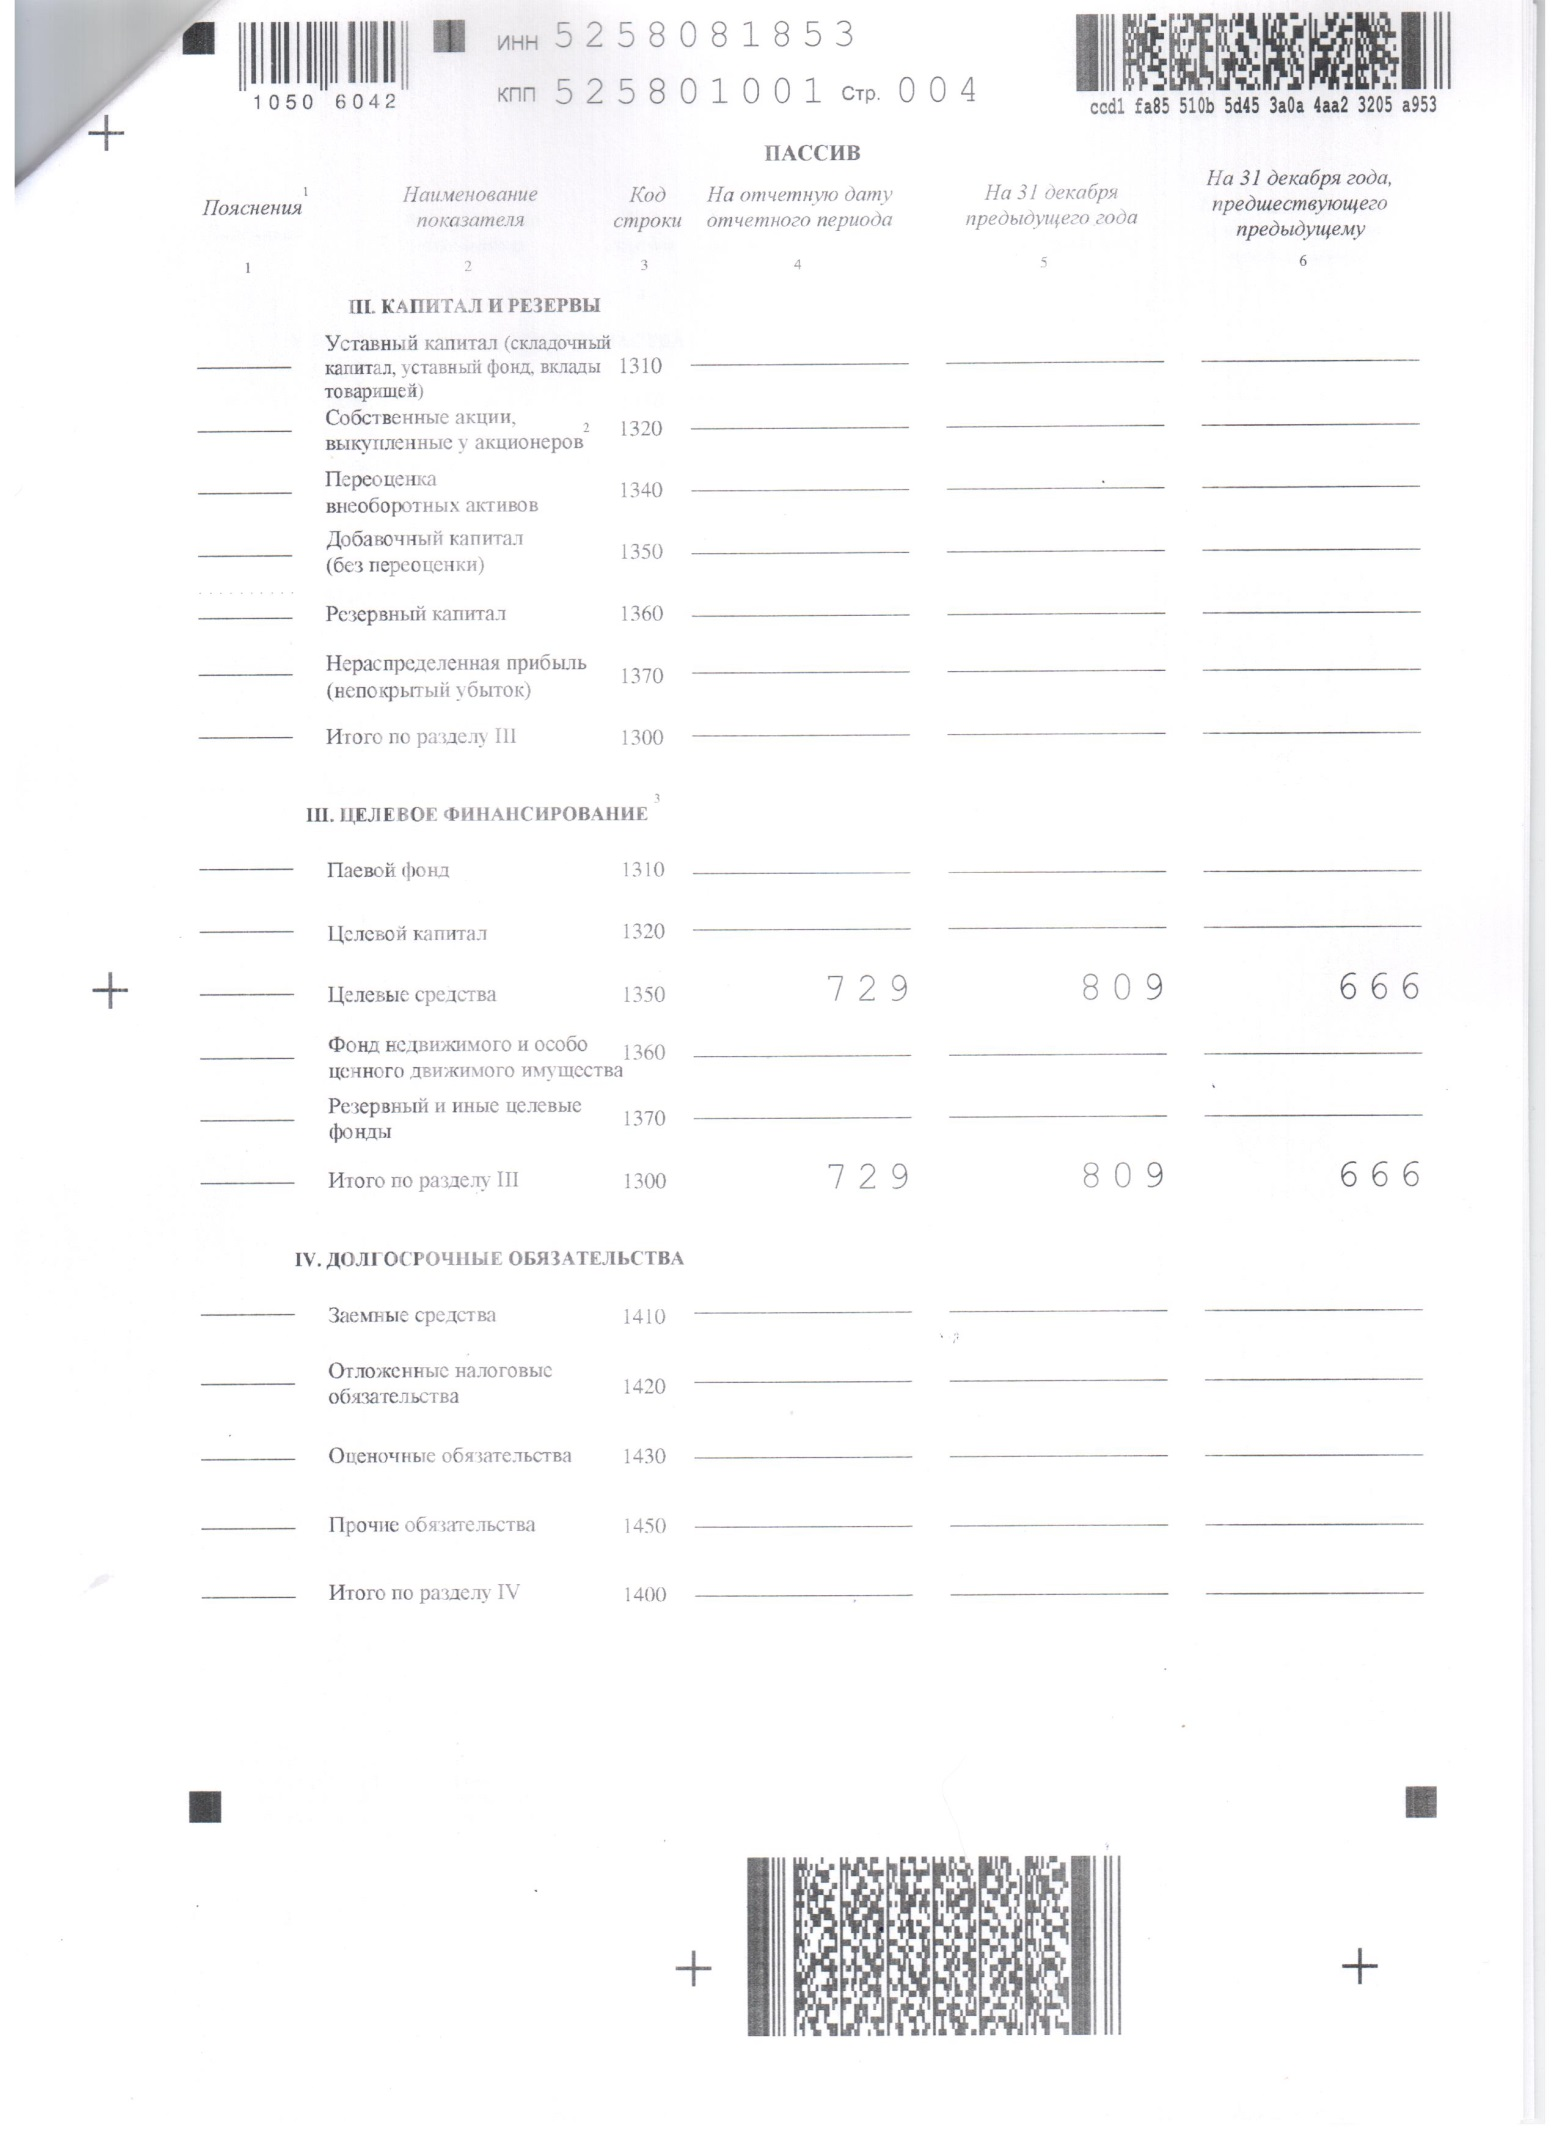 1050 6042
ИНН 5258081853
КПП 525801001 Стр. 004
ccd1 fa85 510b 5d45 3a0a 4aa2 3205 a953
ПАССИВ
Пояснения 1
Наименование
показателя
Код
строки
На отчетную дату
отчетного периода
На 31 декабря
предыдущего года
На 31 декабря года,
предшествующего
предыдущему
1 2 3 4 5 6
III. КАПИТАЛ И РЕЗЕРВЫ
Уставный капитал (складочный
капитал, уставный фонд, вклады 1310
товарищей)
Собственные акции,
выкупленные у акционеров 2 1320
Переоценка
внеоборотных активов 1340
Добавочный капитал
(без переоценки) 1350
Резервный капитал 1360
Нераспределенная прибыль
(непокрытый убыток) 1370
Итого по разделу III 1300
III. ЦЕЛЕВОЕ ФИНАНСИРОВАНИЕ 3
Паевой фонд 1310
Целевой капитал 1320
Целевые средства 1350 729 809 666
Фонд недвижимого и особо
ценного движимого имущества 1360
Резервный и иные целевые
фонды 1370
Итого по разделу III 1300 729 809 666
IV. ДОЛГОСРОЧНЫЕ ОБЯЗАТЕЛЬСТВА
Заемные средства 1410
Отложенные налоговые
обязательства 1420
Оценочные обязательства 1430
Прочие обязательства 1450
Итого по разделу IV 1400